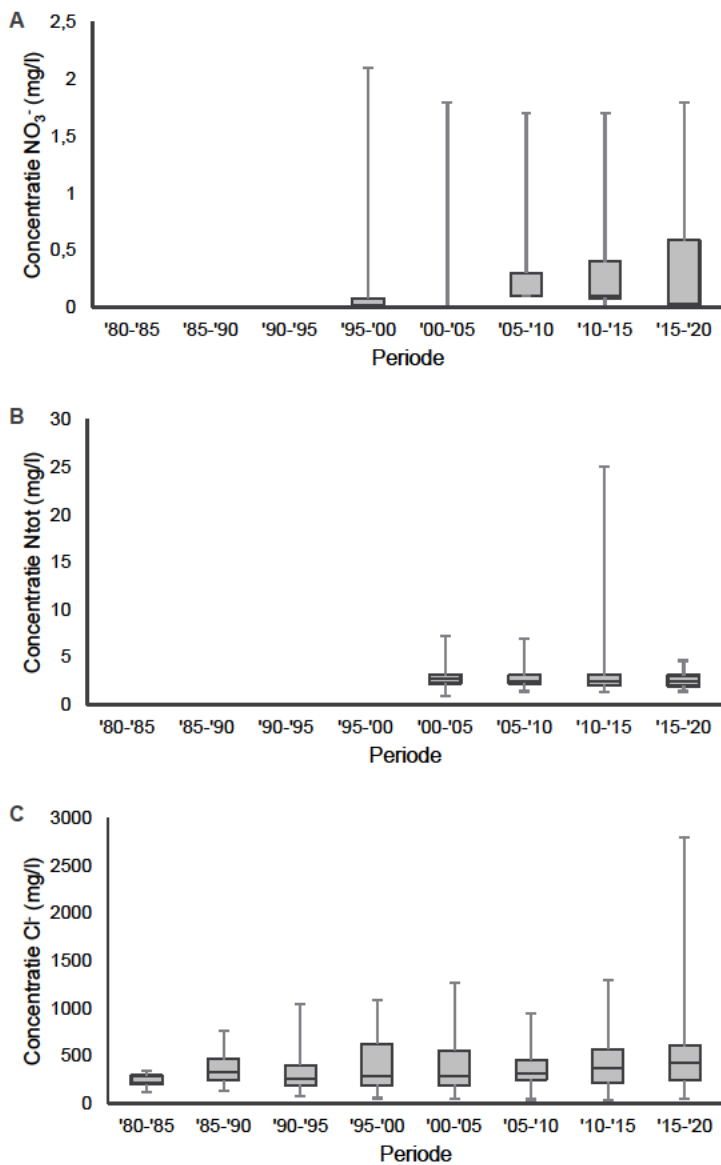 A
Concentratie NO₃⁻ (mg/l)
2,5
2
1,5
1
0,5
0
'80-'85 '85-'90 '90-'95 '95-'00 '00-'05 '05-'10 '10-'15 '15-'20
Periode
B
Concentratie Ntot (mg/l)
30
25
20
15
10
5
0
'80-'85 '85-'90 '90-'95 '95-'00 '00-'05 '05-'10 '10-'15 '15-'20
Periode
C
Concentratie Cl⁻ (mg/l)
3000
2500
2000
1500
1000
500
0
'80-'85 '85-'90 '90-'95 '95-'00 '00-'05 '05-'10 '10-'15 '15-'20
Periode